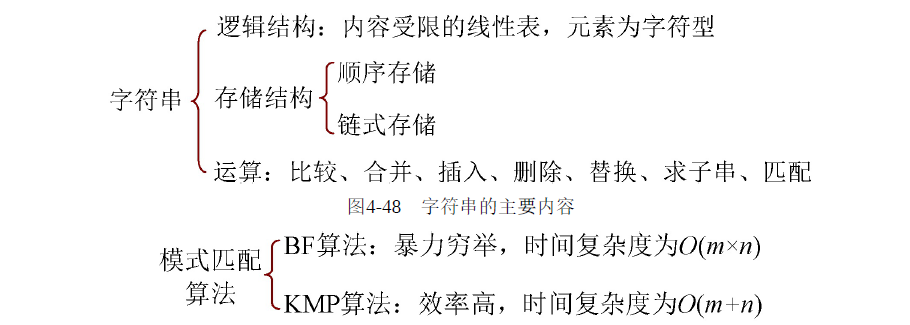 逻辑结构：内容受限的线性表，元素为字符型
顺序存储
字符串
存储结构
链式存储
运算：比较、合并、插入、删除、替换、求子串、匹配
图4-48 字符串的主要内容
模式匹配
算法
BF算法：暴力穷举，时间复杂度为O(m×n)
KMP算法：效率高，时间复杂度为O(m+n)